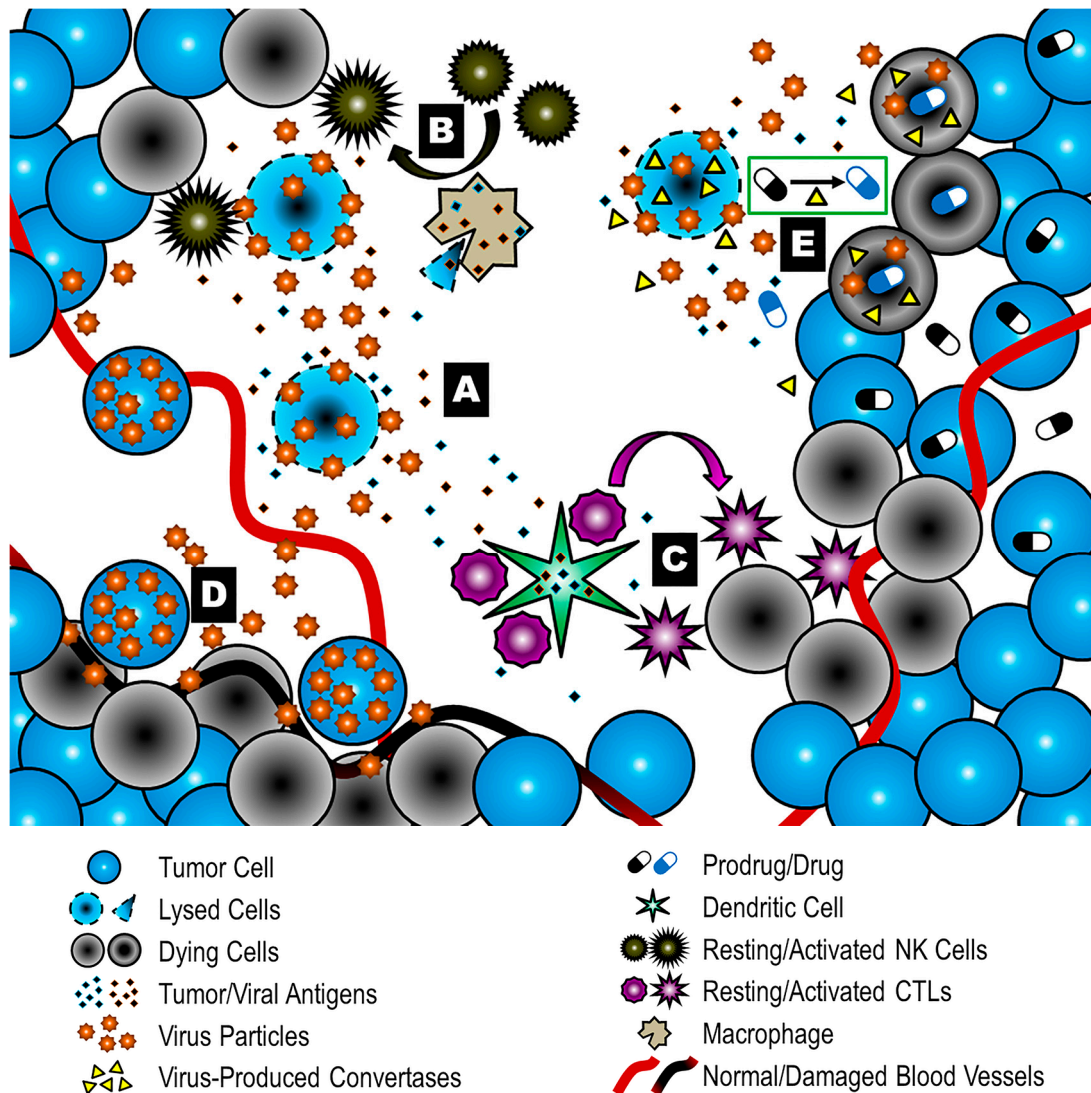 B
E
A
C
D
Tumor Cell
Lysed Cells
Dying Cells
Tumor/Viral Antigens
Virus Particles
Virus-Produced Convertases
Prodrug/Drug
Dendritic Cell
Resting/Activated NK Cells
Resting/Activated CTLs
Macrophage
Normal/Damaged Blood Vessels